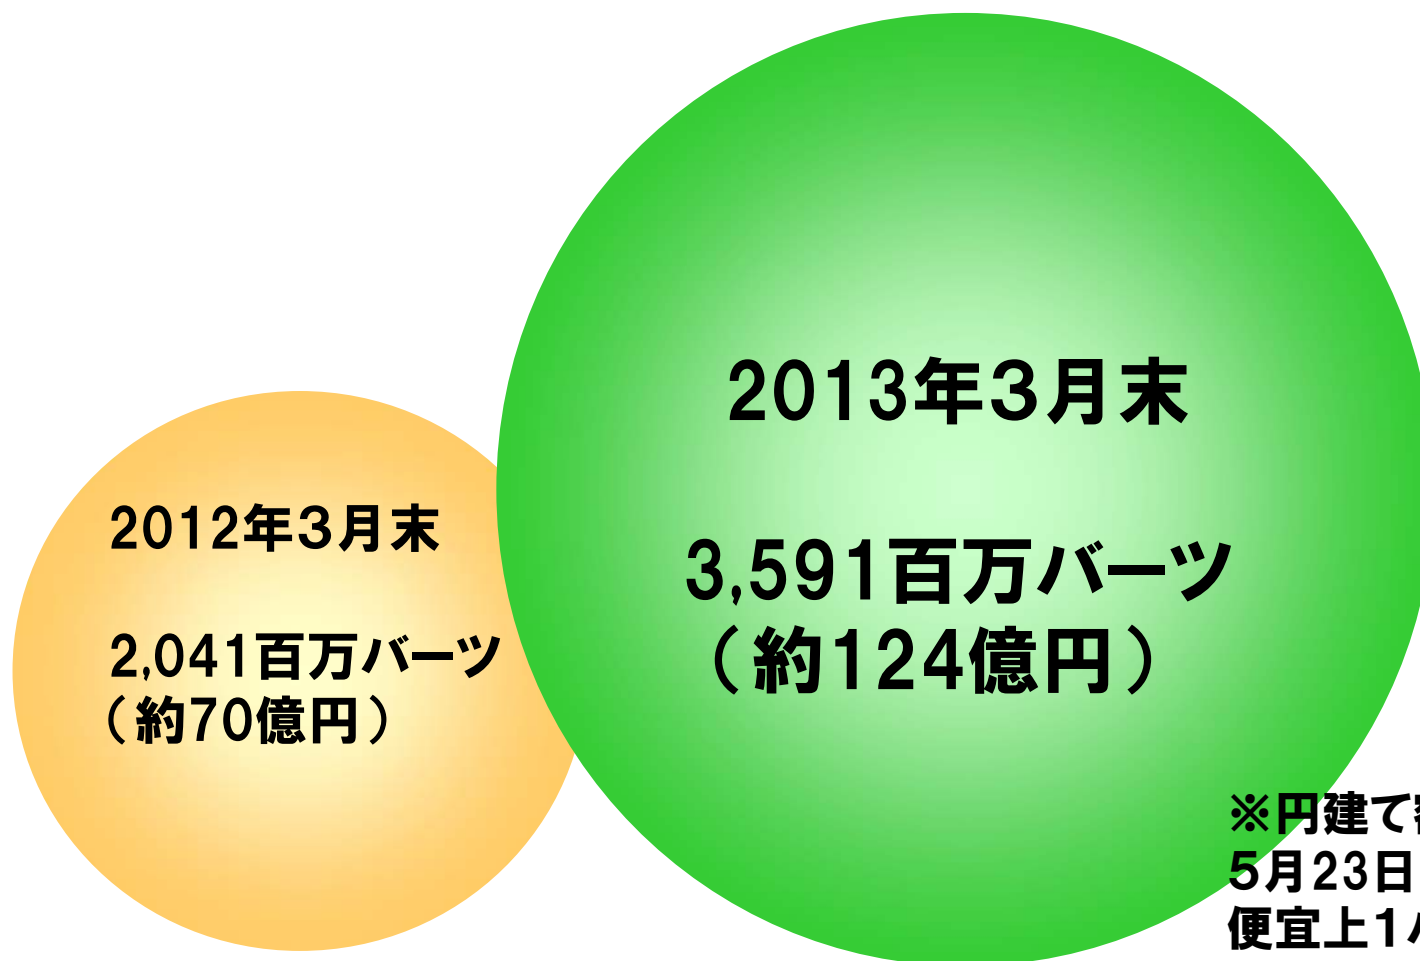 2012年３月末
2,041百万バーツ
（約70億円）
2013年３月末
3,591百万バーツ
（約124億円）
※円建て
５月23日
便宜上１